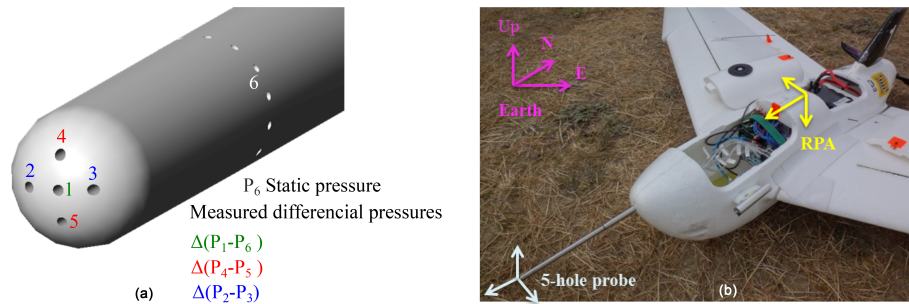 4
2
3
1
5
6
P₆ Static pressure
Measured differencial pressures
Δ(P₁-P₆ )
Δ(P₄-P₅ )
Δ(P₂-P₃)
(a)
Up
N
E
Earth
RPA
5-hole probe
(b)